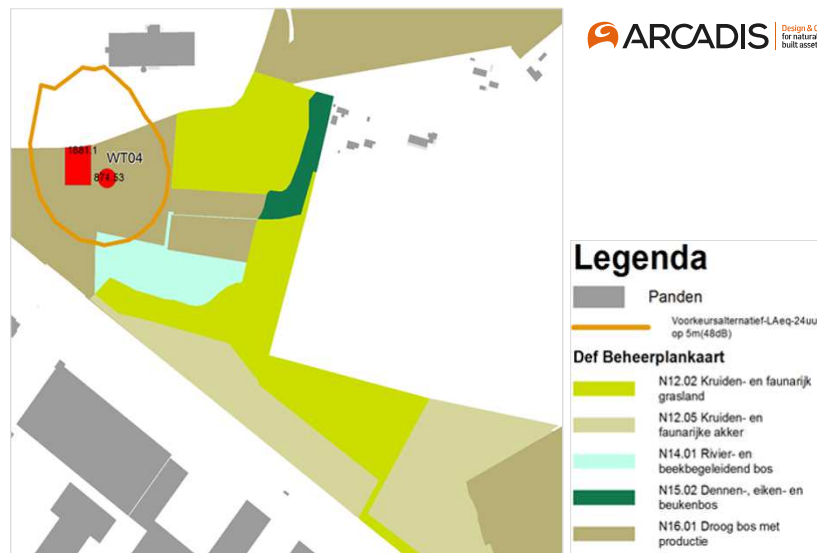 ARCADIS
Design & C
for natural
built asset
1881.1
WT04
874.53
Legenda
Panden
Voorkeursalternatief-LAeq-24uu
op 5m(48dB)
Def Beheerplankaart
N12.02 Kruiden- en faunarijk
grasland
N12.05 Kruiden- en
faunarijke akker
N14.01 Rivier- en
beekbegeleidend bos
N15.02 Dennen-, eiken- en
beukenbos
N16.01 Droog bos met
productie